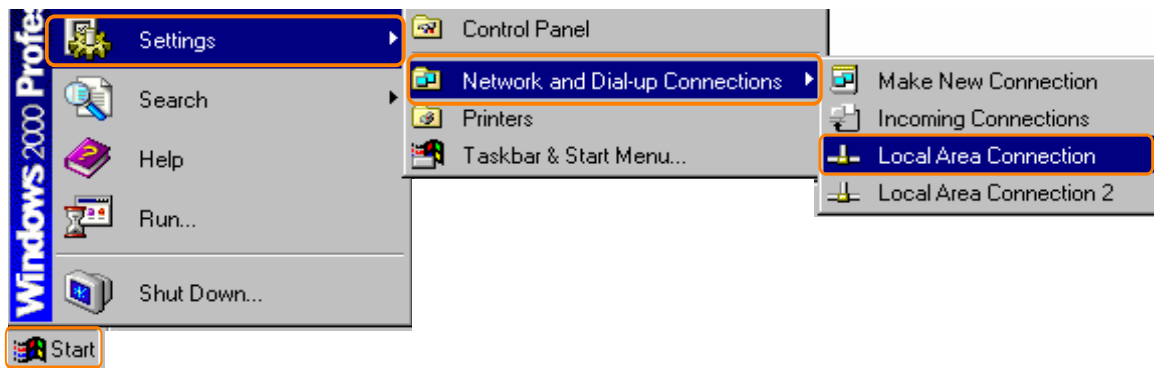 Windows 2000 Profes
Settings
Search
Help
Run...
Shut Down...
Start
Control Panel
Network and Dial-up Connections
Printers
Taskbar & Start Menu...
Make New Connection
Incoming Connections
Local Area Connection
Local Area Connection 2